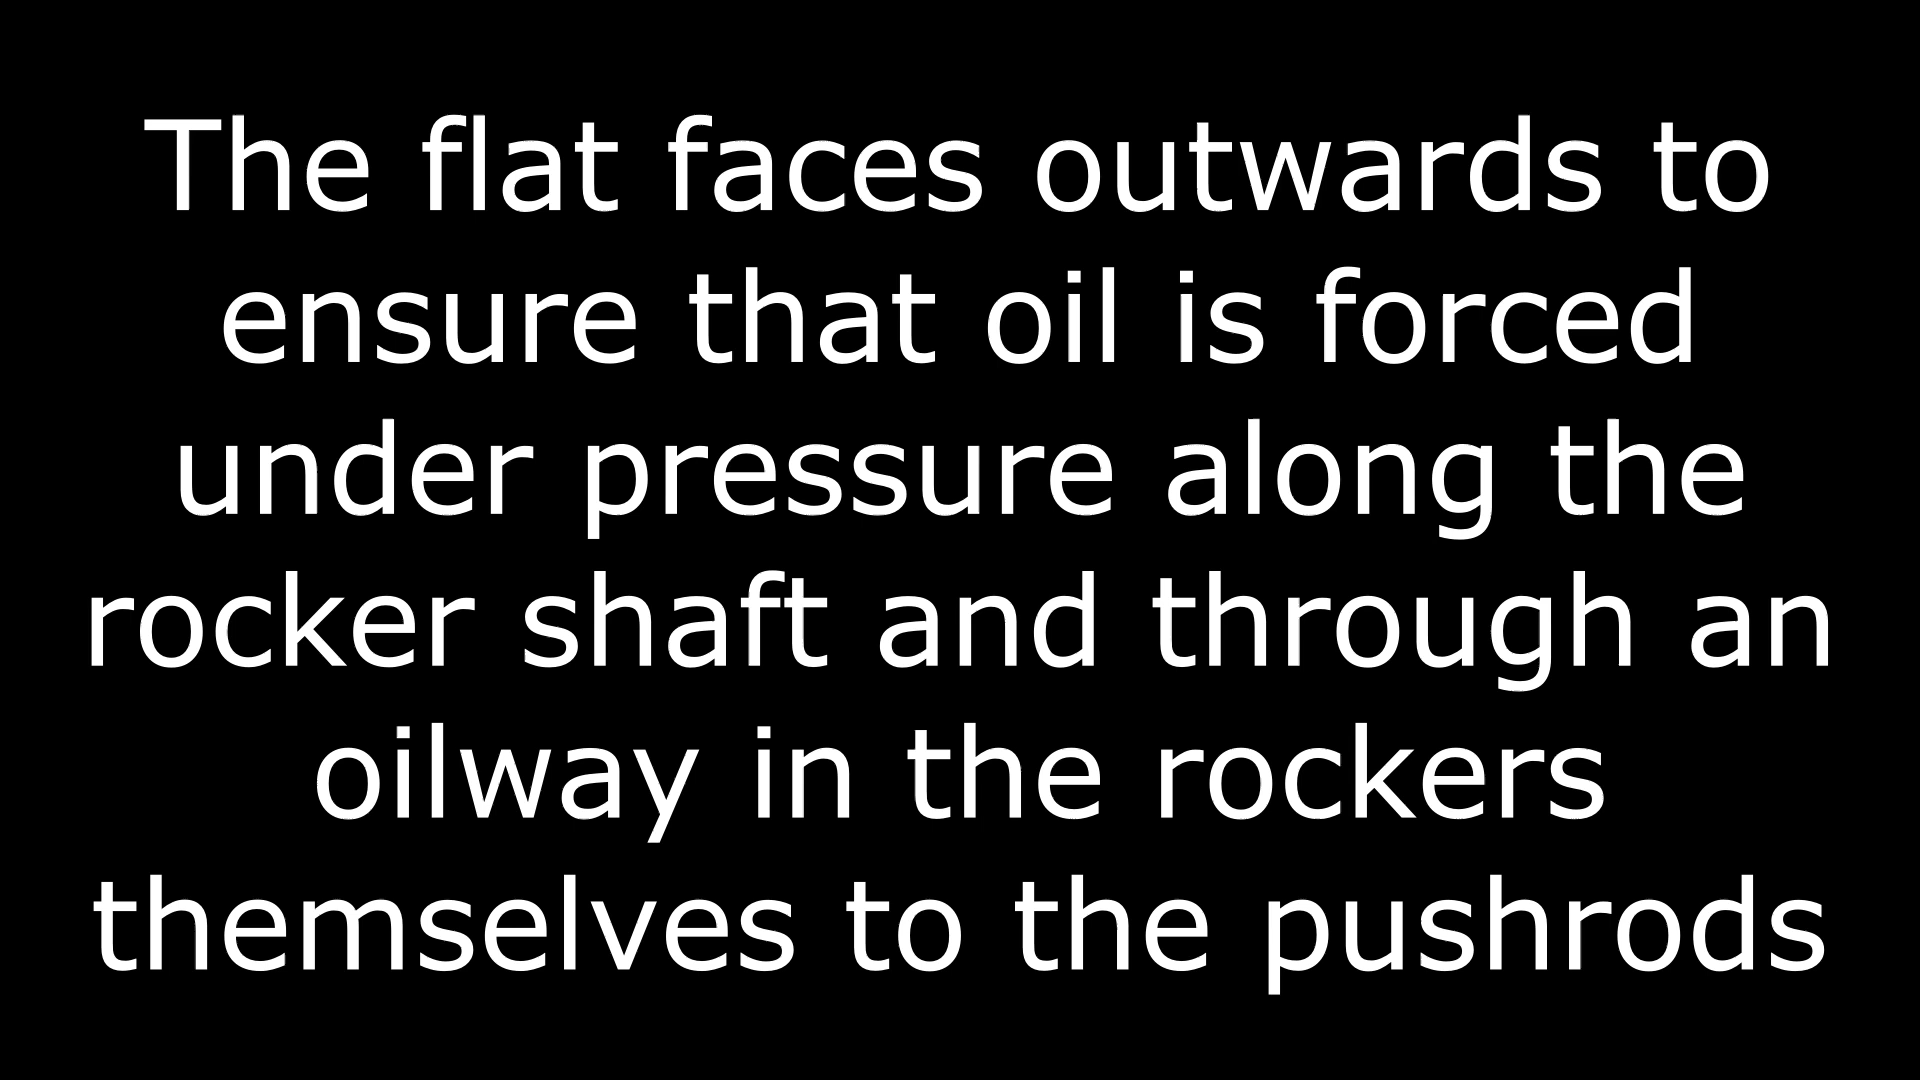 The flat faces outwards to
ensure that oil is forced
under pressure along the
rocker shaft and through an
oilway in the rockers
themselves to the pushrods